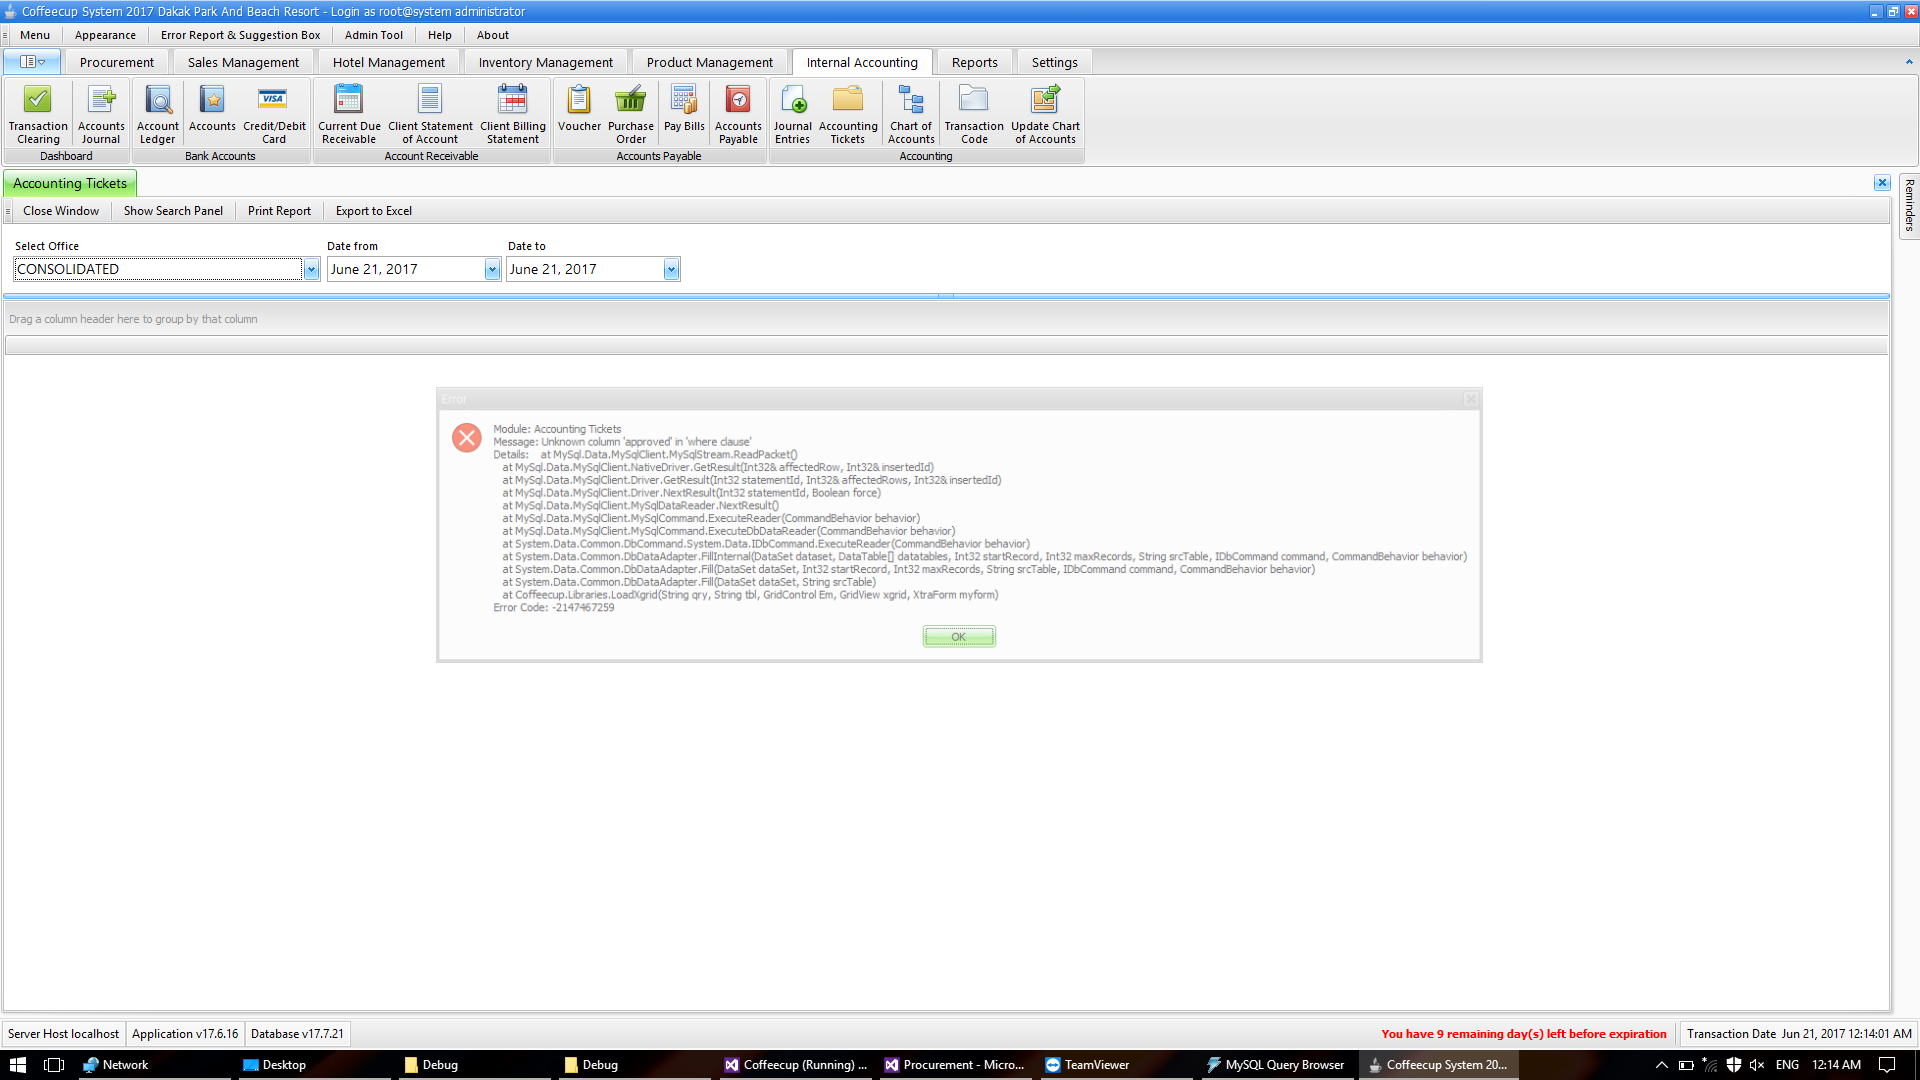 Coffeecup System 2017 Dakak Park And Beach Resort - Login as root@system administrator
Menu Appearance Error Report & Suggestion Box Admin Tool Help About
Procurement Sales Management Hotel Management Inventory Management Product Management Internal Accounting Reports Settings
VISA
Transaction Clearing Accounts Journal Account Ledger Accounts Credit/Debit Card Current Due Receivable Client Statement of Account Client Billing Statement Voucher Purchase Order Pay Bills Accounts Payable Journal Entries Accounting Tickets Chart of Accounts Transaction Code Update Chart of Accounts
Dashboard Bank Accounts Account Receivable Accounts Payable Accounting
Accounting Tickets
Reminders
Close Window Show Search Panel Print Report Export to Excel
Select Office Date from Date to
CONSOLIDATED June 21, 2017 June 21, 2017
Drag a column header here to group by that column
Error
Module: Accounting Tickets
Message: Unknown column 'approved' in 'where clause'
Details: at MySql.Data.MySqlClient.MySqlStream.ReadPacket()
at MySql.Data.MySqlClient.NativeDriver.GetResult(Int32& affectedRow, Int32& insertedId)
at MySql.Data.MySqlClient.Driver.GetResult(Int32 statementId, Int32& affectedRows, Int32& insertedId)
at MySql.Data.MySqlClient.Driver.NextResult(Int32 statementId, Boolean force)
at MySql.Data.MySqlClient.MySqlDataReader.NextResult()
at MySql.Data.MySqlClient.MySqlCommand.ExecuteReader(CommandBehavior behavior)
at MySql.Data.MySqlClient.MySqlCommand.ExecuteDbDataReader(CommandBehavior behavior)
at System.Data.Common.DbCommand.System.Data.IDbCommand.ExecuteReader(CommandBehavior behavior)
at System.Data.Common.DbDataAdapter.FillInternal(DataSet dataset, DataTable[] datatables, Int32 startRecord, Int32 maxRecords, String srcTable, IDbCommand command, CommandBehavior behavior)
at System.Data.Common.DbDataAdapter.Fill(DataSet dataSet, Int32 startRecord, Int32 maxRecords, String srcTable, IDbCommand command, CommandBehavior behavior)
at System.Data.Common.DbDataAdapter.Fill(DataSet dataSet, String srcTable)
at Coffeecup.Libraries.LoadXgrid(String qry, String tbl, GridControl Em, GridView xgrid, XtraForm myform)
Error Code: -2147467259
OK
Server Host localhost Application v17.6.16 Database v17.7.21 You have 9 remaining day(s) left before expiration Transaction Date Jun 21, 2017 12:14:01 AM
Network Desktop Debug Debug Coffeecup (Running) ... Procurement - Micro... TeamViewer MySQL Query Browser Coffeecup System 20... ENG 12:14 AM